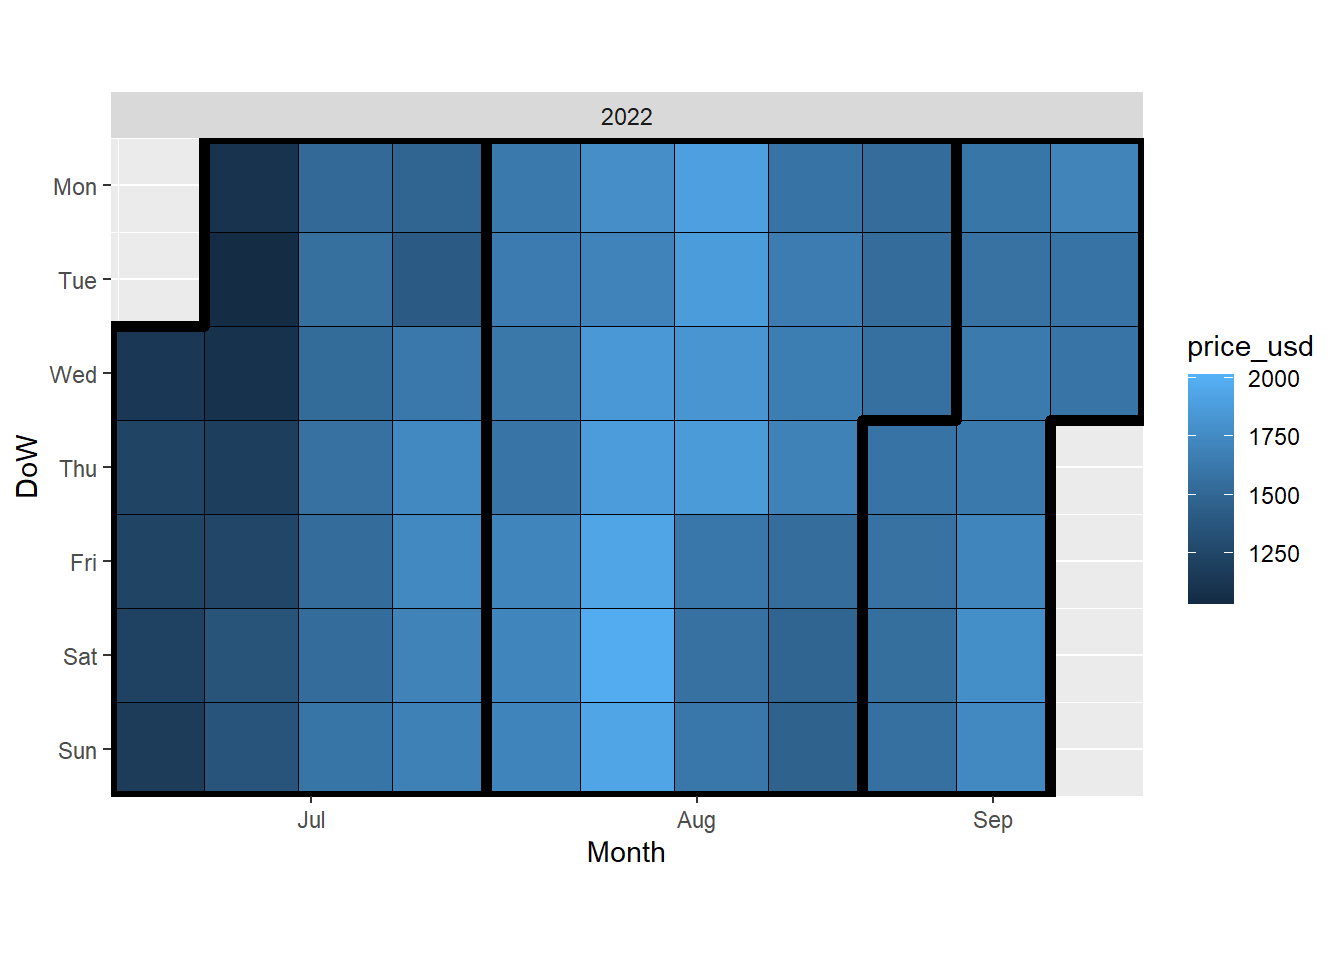 2022
Mon
Tue
Wed
Thu
Fri
Sat
Sun
DoW
Jul Aug Sep
Month
price_usd
2000
1750
1500
1250